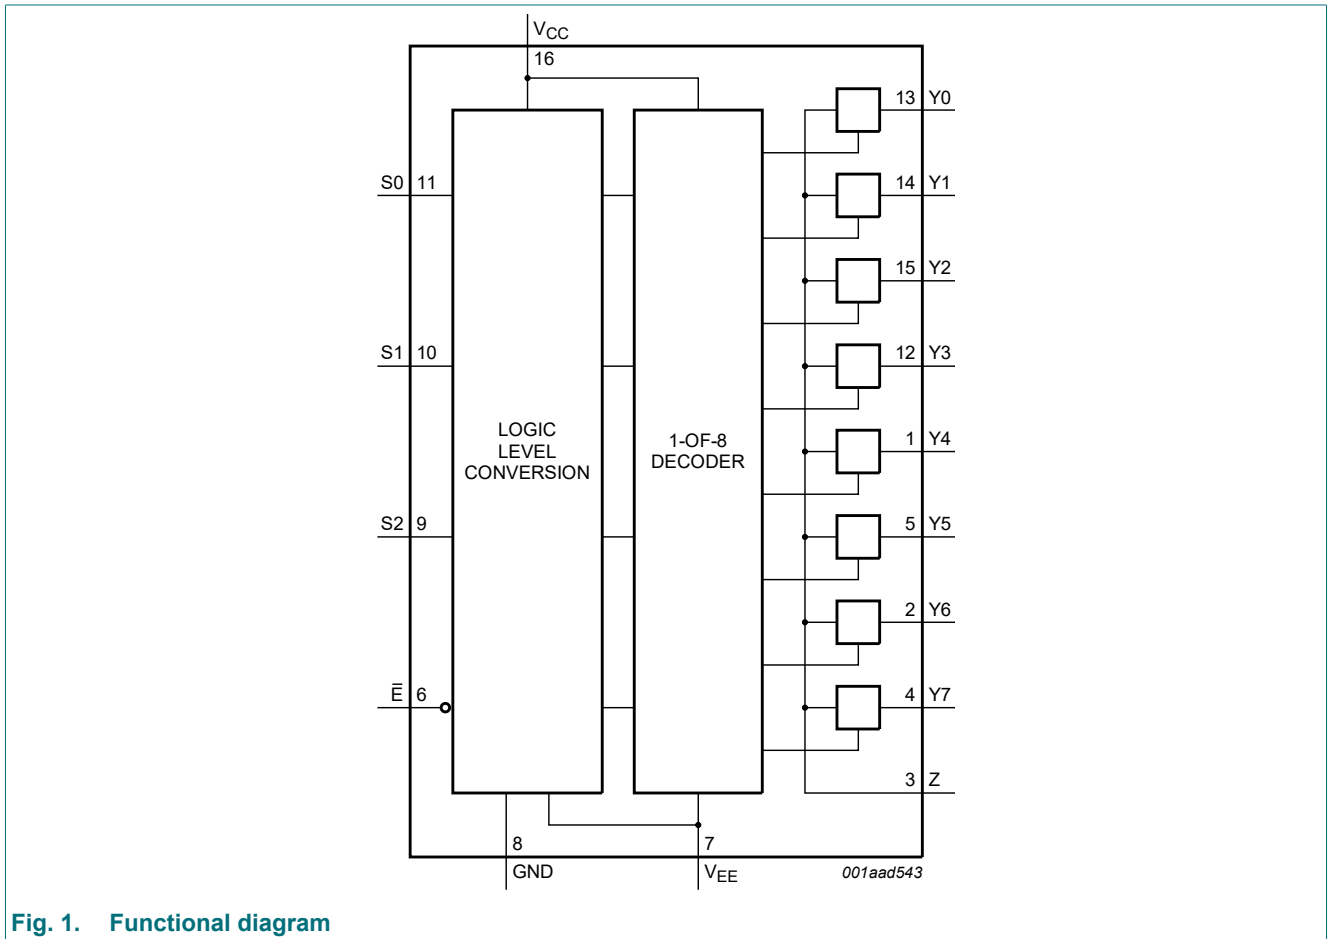 VCC
16
13 Y0
S0 11
14 Y1
15 Y2
S1 10
12 Y3
LOGIC
LEVEL
CONVERSION
1-OF-8
DECODER
1 Y4
S2 9
5 Y5
2 Y6
E̅ 6
4 Y7
3 Z
8
GND
7
VEE
001aad543
Fig. 1. Functional diagram